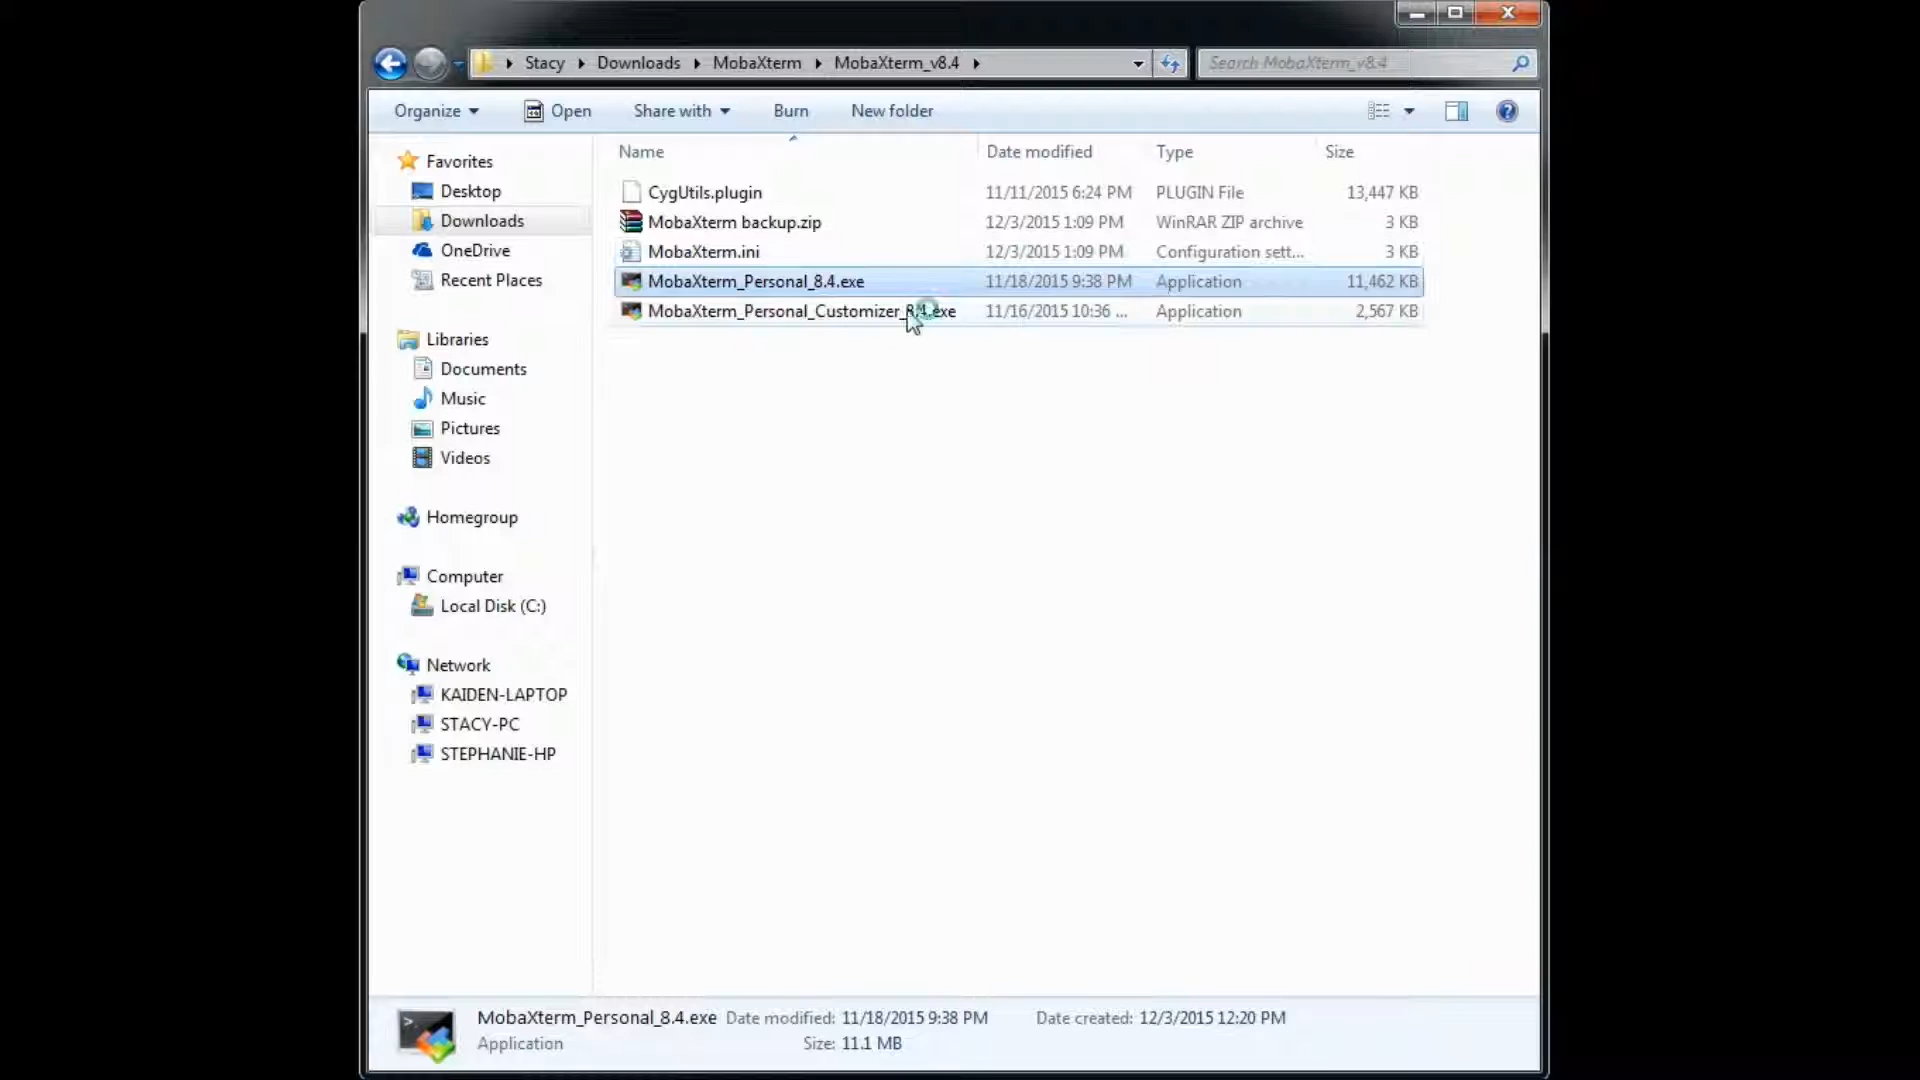 Stacy Downloads MobaXterm MobaXterm_v8.4 Search MobaXterm_v8.4
Organize Open Share with Burn New folder
Name Date modified Type Size
CygUtils.plugin 11/11/2015 6:24 PM PLUGIN File 13,447 KB
MobaXterm backup.zip 12/3/2015 1:09 PM WinRAR ZIP archive 3 KB
MobaXterm.ini 12/3/2015 1:09 PM Configuration sett... 3 KB
MobaXterm_Personal_8.4.exe 11/18/2015 9:38 PM Application 11,462 KB
MobaXterm_Personal_Customizer_8.4.exe 11/16/2015 10:36 ... Application 2,567 KB
Favorites
Desktop
Downloads
OneDrive
Recent Places
Libraries
Documents
Music
Pictures
Videos
Homegroup
Computer
Local Disk (C:)
Network
KAIDEN-LAPTOP
STACY-PC
STEPHANIE-HP
MobaXterm_Personal_8.4.exe Date modified: 11/18/2015 9:38 PM Date created: 12/3/2015 12:20 PM
Application Size: 11.1 MB